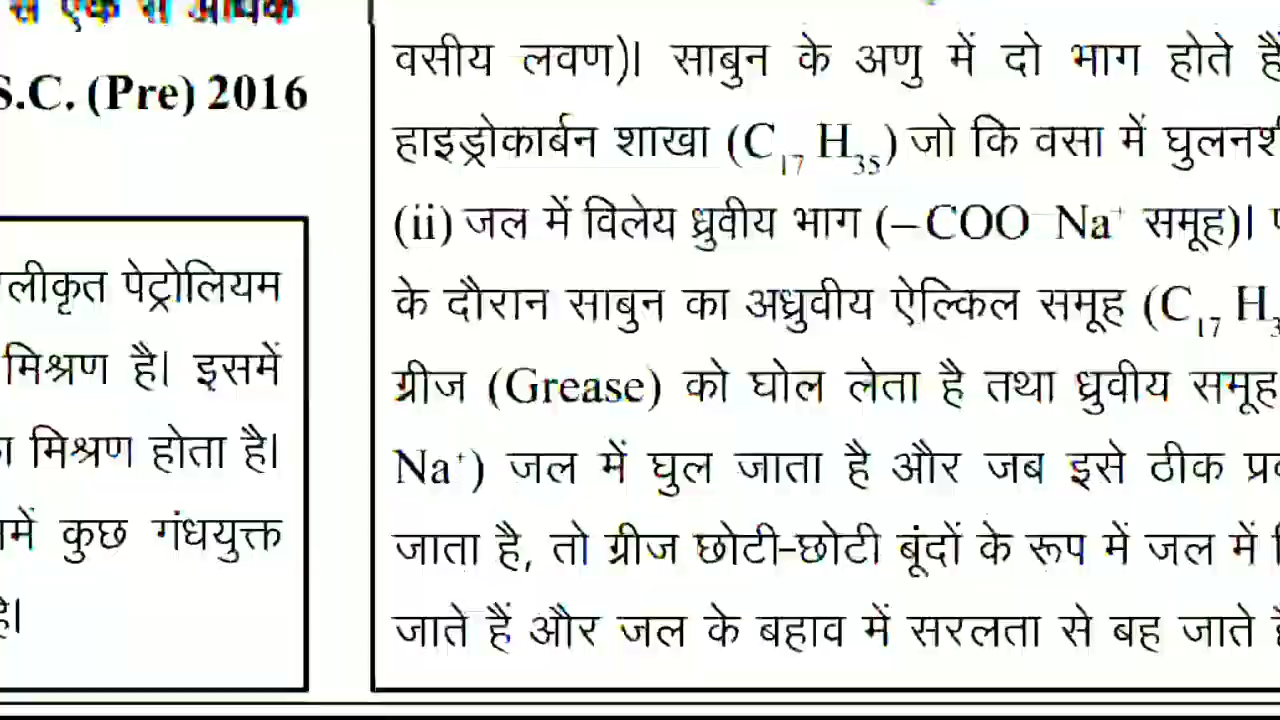 से एक से अधिक
S.C. (Pre) 2016
लीकृत पेट्रोलियम
मिश्रण है। इसमें
मिश्रण होता है।
में कुछ गंधयुक्त
है।
वसीय लवण)। साबुन के अणु में दो भाग होते हैं
हाइड्रोकार्बन शाखा (C₁₇ H₃₅) जो कि वसा में घुलनशी
(ii) जल में विलेय ध्रुवीय भाग (–COO Na⁺ समूह)।
के दौरान साबुन का अध्रुवीय ऐल्किल समूह (C₁₇ H₃
ग्रीज (Grease) को घोल लेता है तथा ध्रुवीय समूह
Na⁺) जल में घुल जाता है और जब इसे ठीक प्र
जाता है, तो ग्रीज छोटी-छोटी बूंदों के रूप में जल में
जाते हैं और जल के बहाव में सरलता से बह जाते